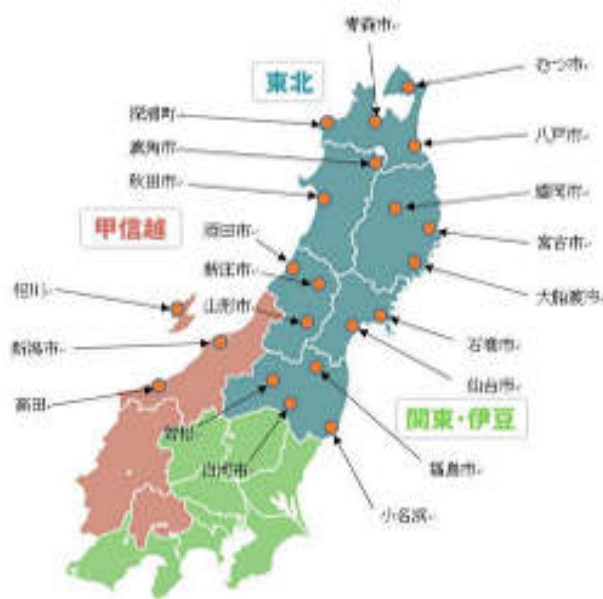 青森市
むつ市
東北
深浦町
八戸市
鹿角市
秋田市
盛岡市
甲信越
酒田市
宮古市
新庄市
相川
大船渡市
山形市
新潟市
石巻市
仙台市
高田
関東・伊豆
若松
白河市
福島市
小名浜